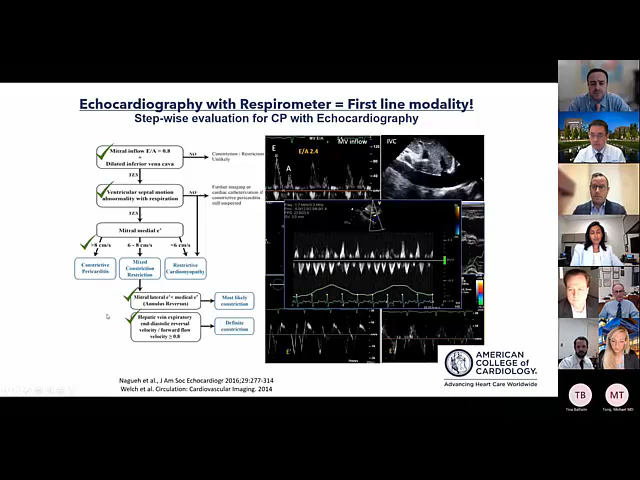 Echocardiography with Respirometer = First line modality!
Step-wise evaluation for CP with Echocardiography
Mitral inflow E/A > 0.8
+
Dilated inferior vena cava
NO
Constriction / Restriction
Unlikely
YES
Ventricular septal motion
abnormality with respiration
NO
Further imaging or
cardiac catheterization if
constrictive pericarditis
still suspected
YES
Mitral medial e'
>8 cm/s
6 - 8 cm/s
<6 cm/s
Constrictive
Pericarditis
Mixed
Constriction
Restriction
Restrictive
Cardiomyopathy
Mitral lateral e'< medical e'
(Annulus Reversus)
Most likely
constriction
Hepatic vein expiratory
end-diastolic reversal
velocity / forward flow
velocity ≥ 0.8
Definite
constriction
E
A
E/A 2.4
MV inflow
IVC
E'
E'
AMERICAN
COLLEGE of
CARDIOLOGY
Advancing Heart Care Worldwide
Nagueh et al., J Am Soc Echocardiogr 2016;29:277-314
Welch et al. Circulation: Cardiovascular Imaging. 2014
TB
MT
Tong, Michael MD